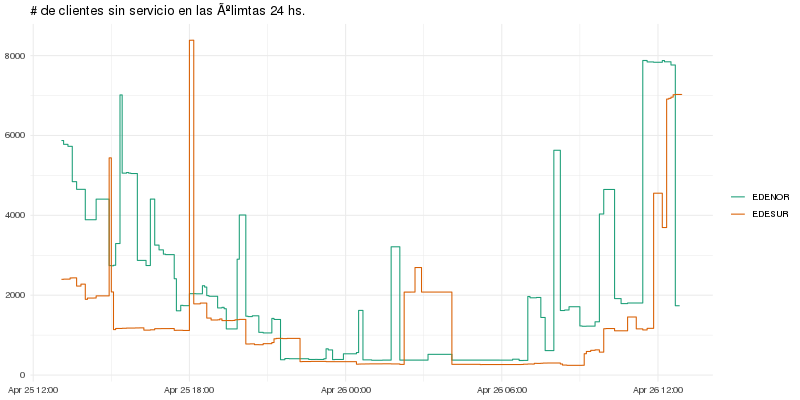 # de clientes sin servicio en las Ãºlimtas 24 hs.
8000
6000
4000
2000
0
Apr 25 12:00
Apr 25 18:00
Apr 26 00:00
Apr 26 06:00
Apr 26 12:00
EDENOR
EDESUR